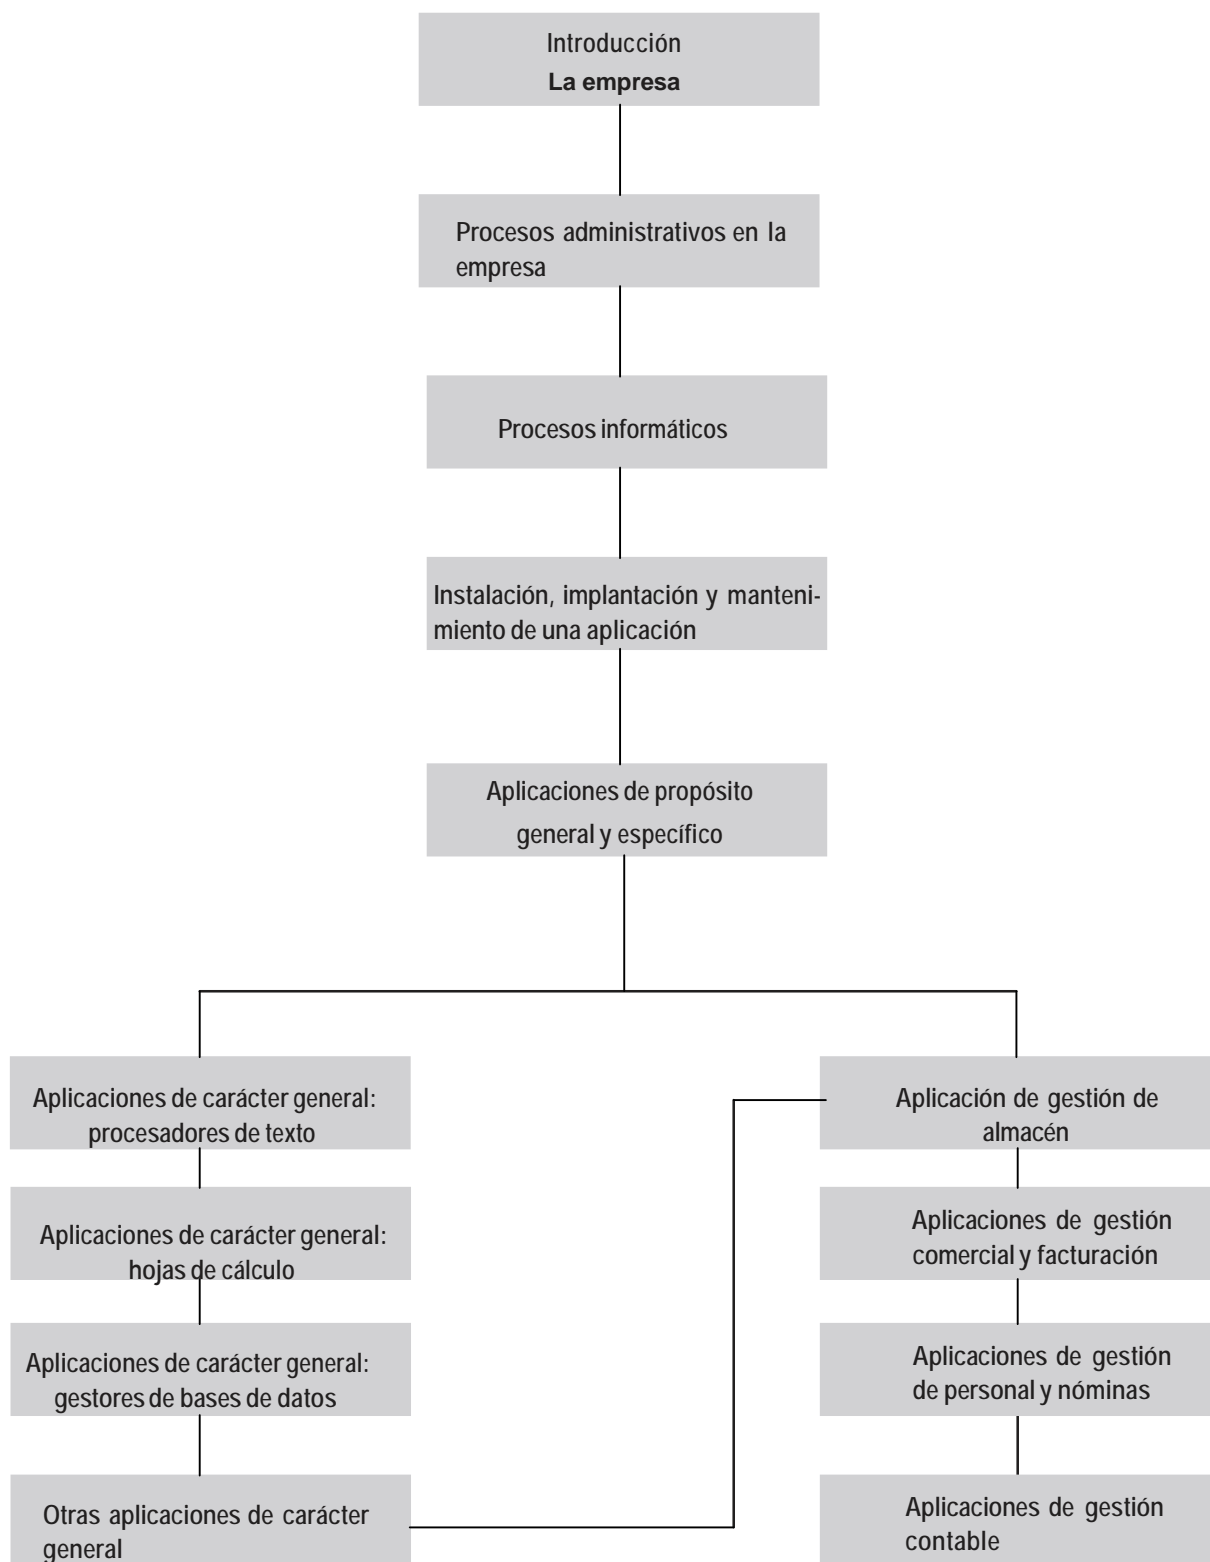 Introducción
La empresa
Procesos administrativos en la
empresa
Procesos informáticos
Instalación, implantación y manteni-
miento de una aplicación
Aplicaciones de propósito
general y específico
Aplicaciones de carácter general:
procesadores de texto
Aplicaciones de carácter general:
hojas de cálculo
Aplicaciones de carácter general:
gestores de bases de datos
Otras aplicaciones de carácter
general
Aplicación de gestión de
almacén
Aplicaciones de gestión
comercial y facturación
Aplicaciones de gestión
de personal y nóminas
Aplicaciones de gestión
contable